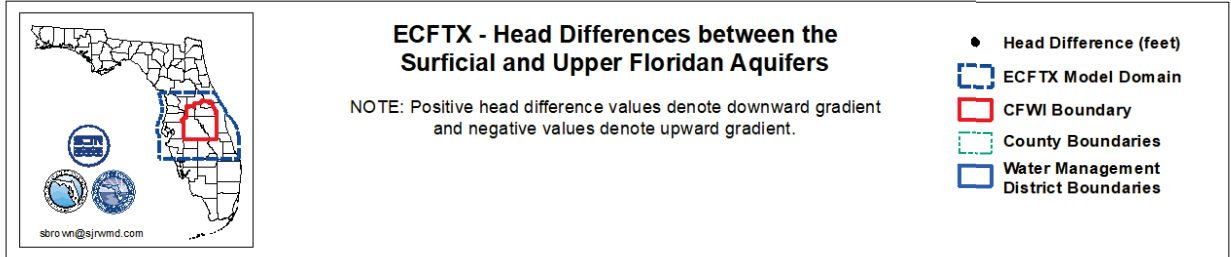 ECFTX - Head Differences between the
Surficial and Upper Floridan Aquifers
NOTE: Positive head difference values denote downward gradient
and negative values denote upward gradient.
sbrown@sjrwmd.com
Head Difference (feet)
ECFTX Model Domain
CFWI Boundary
County Boundaries
Water Management
District Boundaries